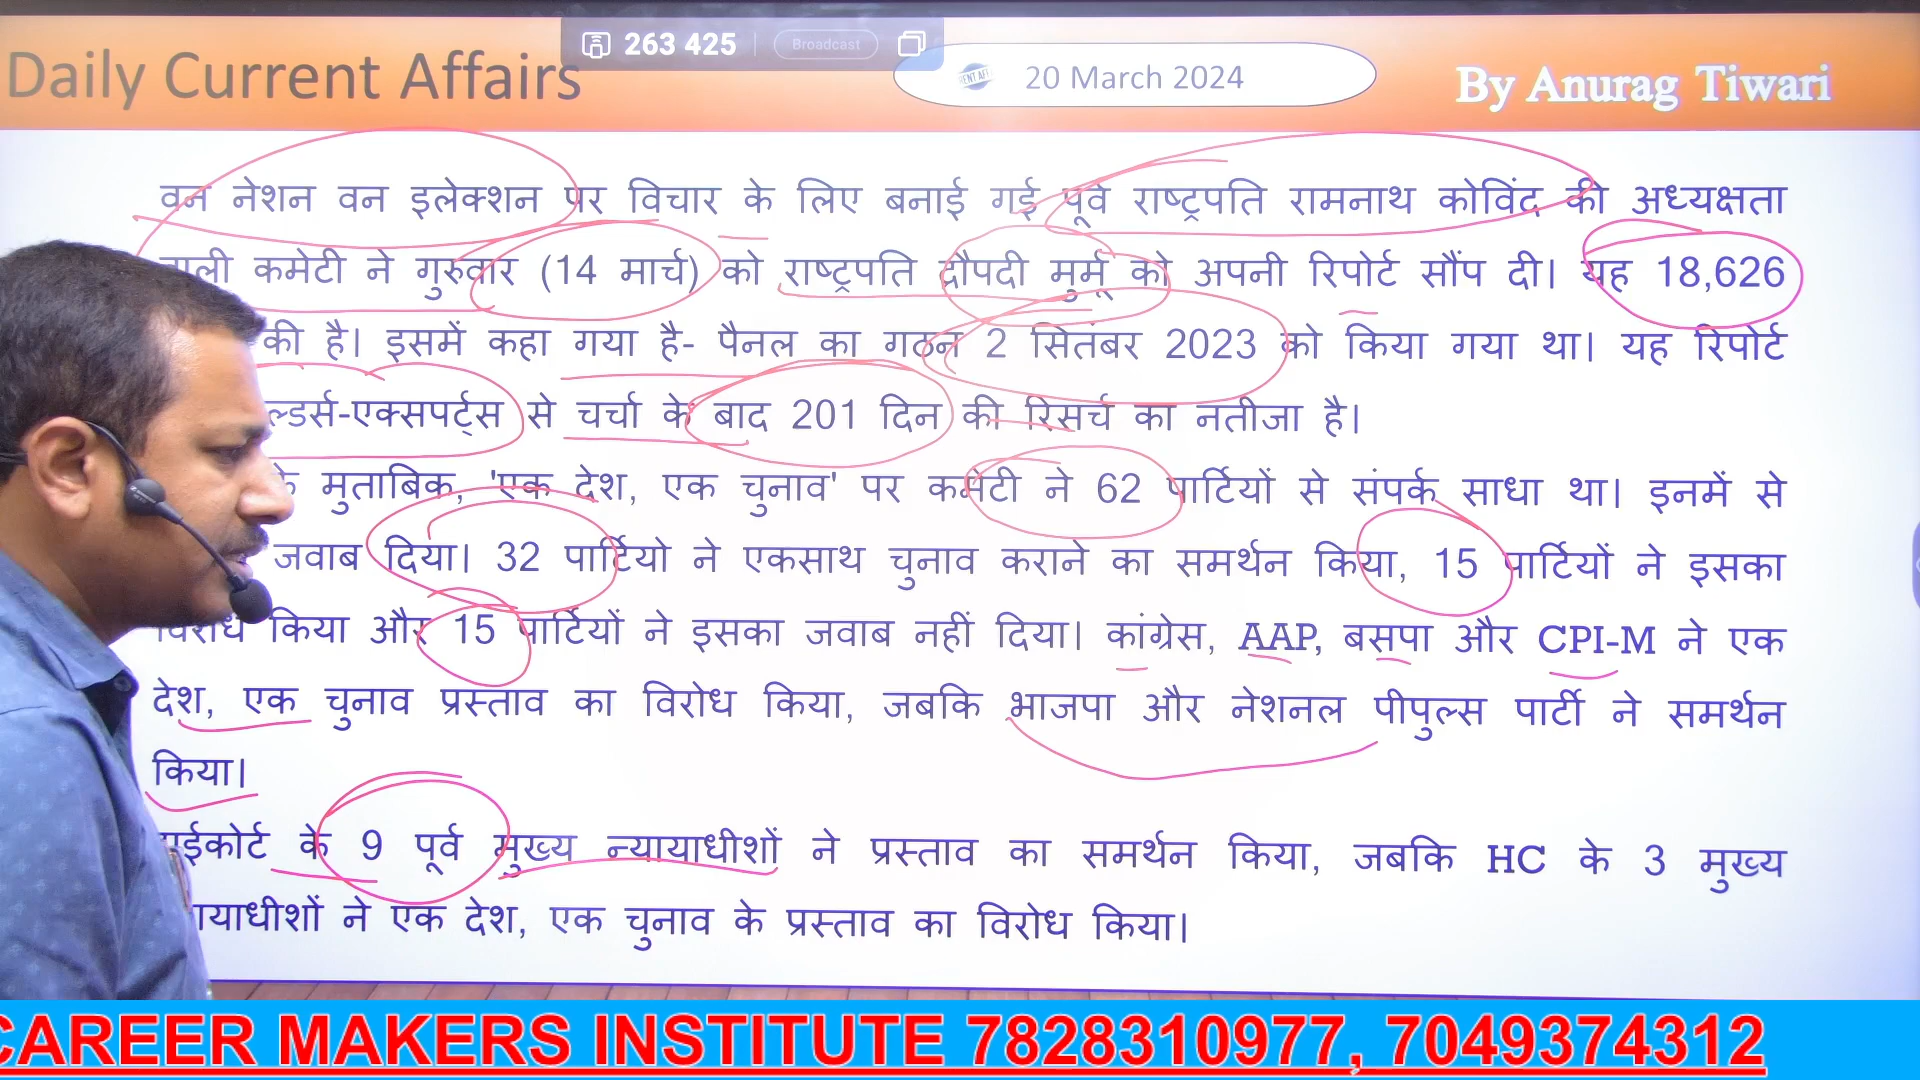 Daily Current Affairs
263 425
Broadcast
20 March 2024
By Anurag Tiwari
वन नेशन वन इलेक्शन पर विचार के लिए बनाई गई पूर्व राष्ट्रपति रामनाथ कोविंद की अध्यक्षता
वाली कमेटी ने गुरुवार (14 मार्च) को राष्ट्रपति द्रौपदी मुर्मू को अपनी रिपोर्ट सौंप दी। यह 18,626
की है। इसमें कहा गया है- पैनल का गठन 2 सितंबर 2023 को किया गया था। यह रिपोर्ट
ल्डर्स-एक्सपर्ट्स से चर्चा के बाद 201 दिन की रिसर्च का नतीजा है।
के मुताबिक, 'एक देश, एक चुनाव' पर कमेटी ने 62 पार्टियों से संपर्क साधा था। इनमें से
जवाब दिया। 32 पार्टियो ने एकसाथ चुनाव कराने का समर्थन किया, 15 पार्टियों ने इसका
विरोध किया और 15 पार्टियों ने इसका जवाब नहीं दिया। कांग्रेस, AAP, बसपा और CPI-M ने एक
देश, एक चुनाव प्रस्ताव का विरोध किया, जबकि भाजपा और नेशनल पीपुल्स पार्टी ने समर्थन
किया।
हाईकोर्ट के 9 पूर्व मुख्य न्यायाधीशों ने प्रस्ताव का समर्थन किया, जबकि HC के 3 मुख्य
यायाधीशों ने एक देश, एक चुनाव के प्रस्ताव का विरोध किया।
CAREER MAKERS INSTITUTE 7828310977, 7049374312